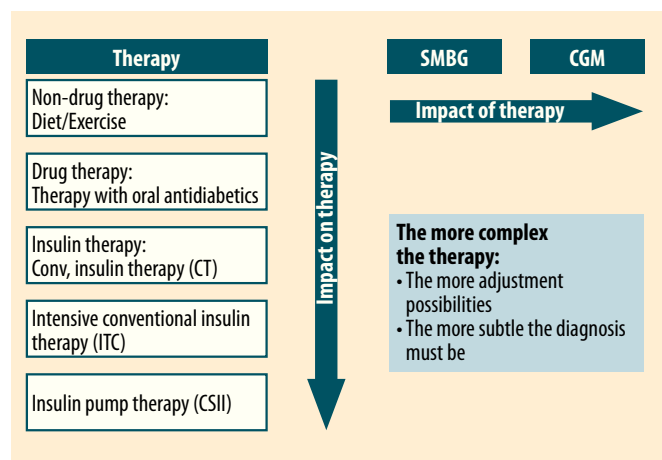 Therapy
Non-drug therapy:
Diet/Exercise
Drug therapy:
Therapy with oral antidiabetics
Insulin therapy:
Conv, insulin therapy (CT)
Intensive conventional insulin
therapy (ITC)
Insulin pump therapy (CSII)
Impact on therapy
SMBG
CGM
Impact of therapy
The more complex
the therapy:
• The more adjustment
possibilities
• The more subtle the diagnosis
must be